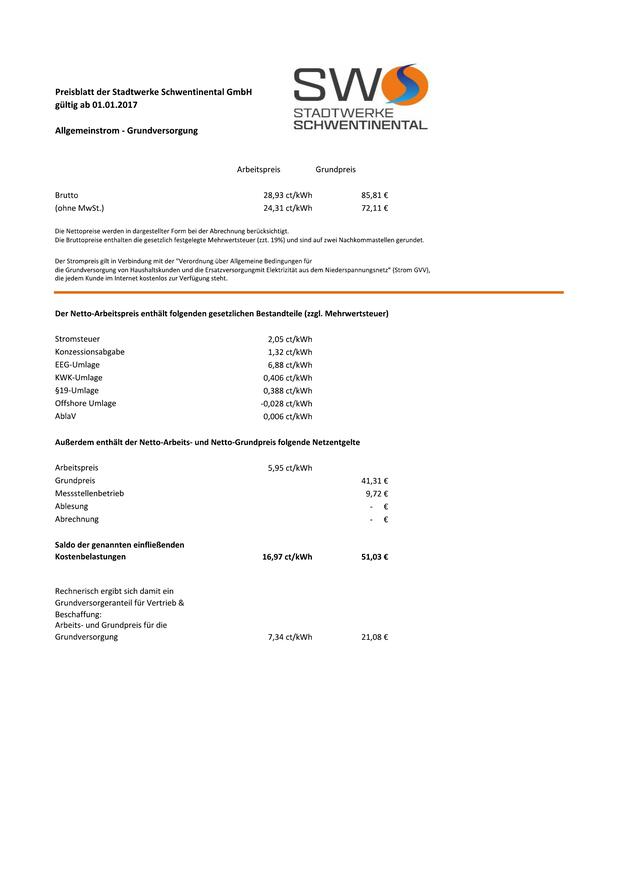 SWS
STADTWERKE
SCHWENTINENTAL
Preisblatt der Stadtwerke Schwentinental GmbH
gültig ab 01.01.2017
Allgemeinstrom - Grundversorgung
Arbeitspreis Grundpreis
Brutto 28,93 ct/kWh 85,81 €
(ohne MwSt.) 24,31 ct/kWh 72,11 €
Die Nettopreise werden in dargestellter Form bei der Abrechnung berücksichtigt.
Die Bruttopreise enthalten die gesetzlich festgelegte Mehrwertsteuer (zzt. 19%) und sind auf zwei Nachkommastellen gerundet.
Der Strompreis gilt in Verbindung mit der "Verordnung über Allgemeine Bedingungen für
die Grundversorgung von Haushaltskunden und die Ersatzversorgungmit Elektrizität aus dem Niederspannungsnetz" (Strom GVV),
die jedem Kunde im Internet kostenlos zur Verfügung steht.
Der Netto-Arbeitspreis enthält folgenden gesetzlichen Bestandteile (zzgl. Mehrwertsteuer)
Stromsteuer 2,05 ct/kWh
Konzessionsabgabe 1,32 ct/kWh
EEG-Umlage 6,88 ct/kWh
KWK-Umlage 0,406 ct/kWh
§19-Umlage 0,388 ct/kWh
Offshore Umlage -0,028 ct/kWh
AblaV 0,006 ct/kWh
Außerdem enthält der Netto-Arbeits- und Netto-Grundpreis folgende Netzentgelte
Arbeitspreis 5,95 ct/kWh
Grundpreis 41,31 €
Messstellenbetrieb 9,72 €
Ablesung - €
Abrechnung - €
Saldo der genannten einfließenden
Kostenbelastungen 16,97 ct/kWh 51,03 €
Rechnerisch ergibt sich damit ein
Grundversorgeranteil für Vertrieb &
Beschaffung:
Arbeits- und Grundpreis für die
Grundversorgung 7,34 ct/kWh 21,08 €